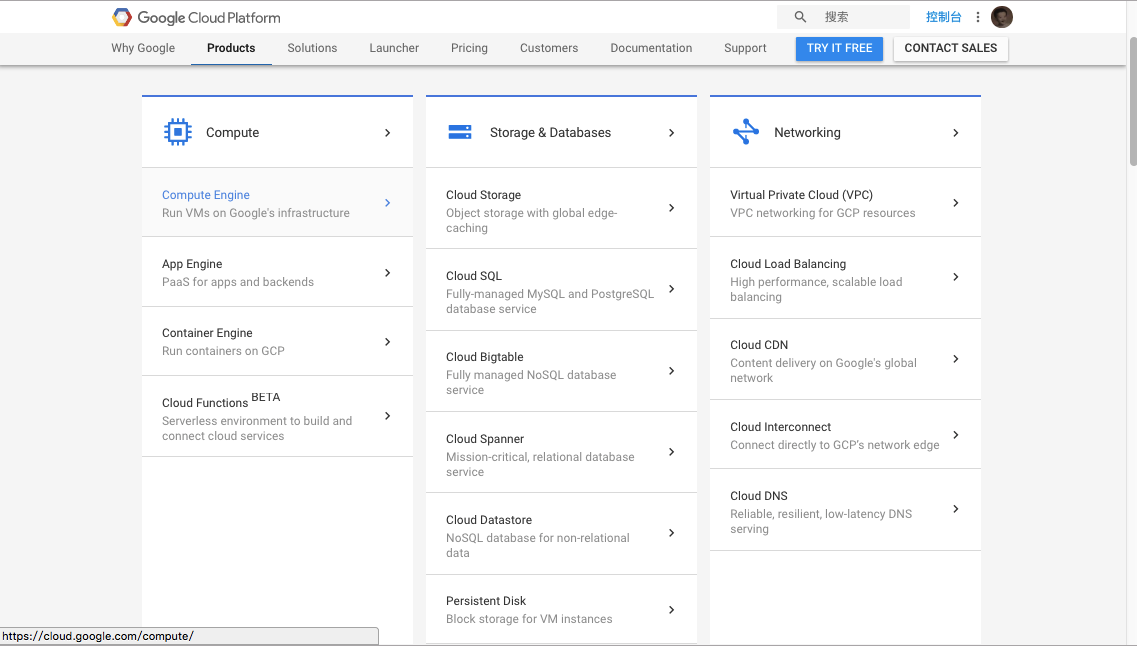 Google Cloud Platform
搜索
控制台
Why Google
Products
Solutions
Launcher
Pricing
Customers
Documentation
Support
TRY IT FREE
CONTACT SALES
Compute
Compute Engine
Run VMs on Google's infrastructure
App Engine
PaaS for apps and backends
Container Engine
Run containers on GCP
Cloud Functions BETA
Serverless environment to build and
connect cloud services
Storage & Databases
Cloud Storage
Object storage with global edge-
caching
Cloud SQL
Fully-managed MySQL and PostgreSQL
database service
Cloud Bigtable
Fully managed NoSQL database
service
Cloud Spanner
Mission-critical, relational database
service
Cloud Datastore
NoSQL database for non-relational
data
Persistent Disk
Block storage for VM instances
Networking
Virtual Private Cloud (VPC)
VPC networking for GCP resources
Cloud Load Balancing
High performance, scalable load
balancing
Cloud CDN
Content delivery on Google's global
network
Cloud Interconnect
Connect directly to GCP's network edge
Cloud DNS
Reliable, resilient, low-latency DNS
serving
https://cloud.google.com/compute/